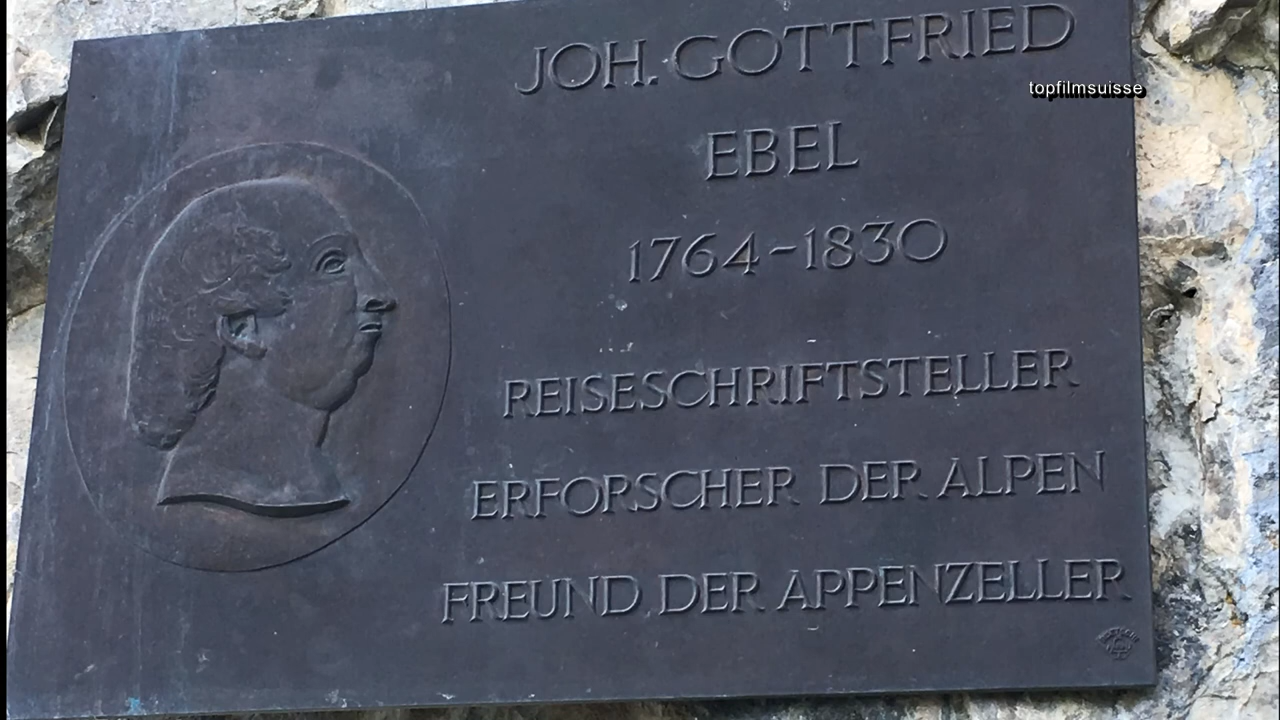 JOH. GOTTFRIED
topfilmsuisse
EBEL
1764-1830
REISESCHRIFTSTELLER
ERFORSCHER DER ALPEN
FREUND DER APPENZELLER